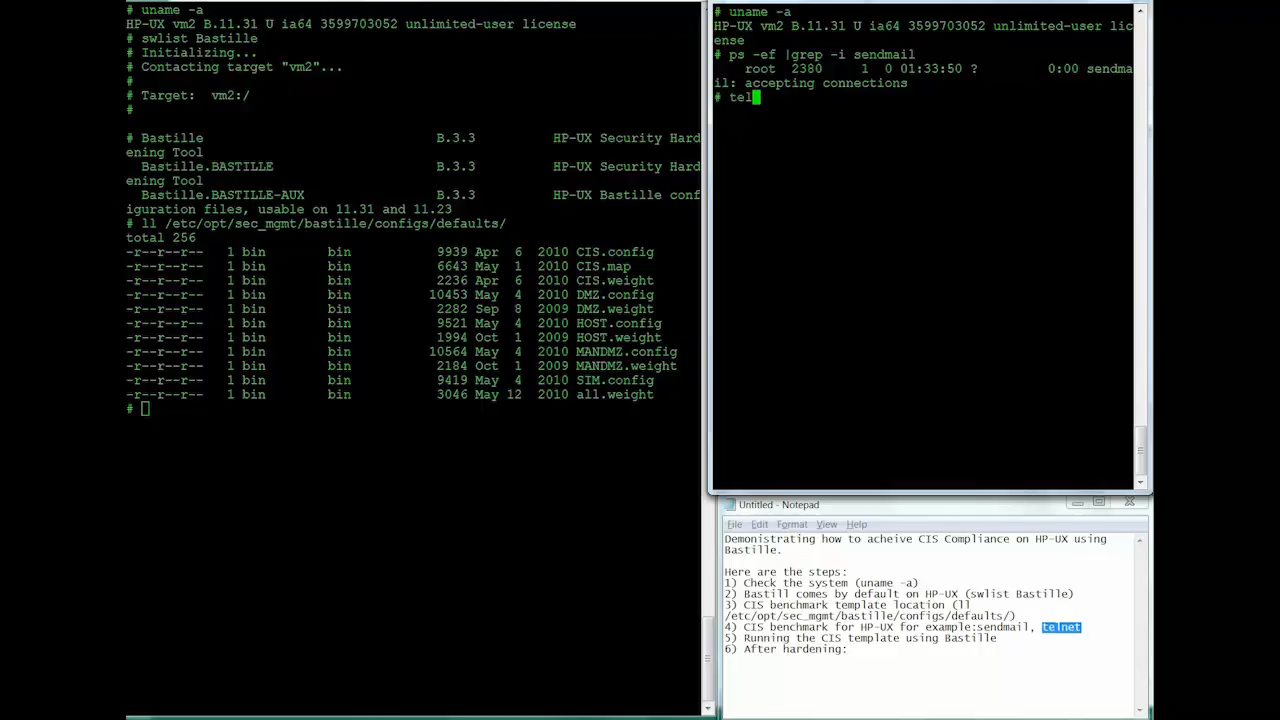 # uname -a
HP-UX vm2 B.11.31 U ia64 3599703052 unlimited-user license
# swlist Bastille
# Initializing...
# Contacting target "vm2"...
#
# Target:  vm2:/
#
# Bastille                              B.3.3          HP-UX Security Hard
ening Tool
  Bastille.BASTILLE                     B.3.3          HP-UX Security Hard
ening Tool
  Bastille.BASTILLE-AUX                 B.3.3          HP-UX Bastille conf
iguration files, usable on 11.31 and 11.23
# ll /etc/opt/sec_mgmt/bastille/configs/defaults/
total 256
-r--r--r--   1 bin        bin           9939 Apr  6  2010 CIS.config
-r--r--r--   1 bin        bin           6643 May  1  2010 CIS.map
-r--r--r--   1 bin        bin           2236 Apr  6  2010 CIS.weight
-r--r--r--   1 bin        bin          10453 May  4  2010 DMZ.config
-r--r--r--   1 bin        bin           2282 Sep  8  2009 DMZ.weight
-r--r--r--   1 bin        bin           9521 May  4  2010 HOST.config
-r--r--r--   1 bin        bin           1994 Oct  1  2009 HOST.weight
-r--r--r--   1 bin        bin          10564 May  4  2010 MANDMZ.config
-r--r--r--   1 bin        bin           2184 Oct  1  2009 MANDMZ.weight
-r--r--r--   1 bin        bin           9419 May  4  2010 SIM.config
-r--r--r--   1 bin        bin           3046 May 12  2010 all.weight
#
# uname -a
HP-UX vm2 B.11.31 U ia64 3599703052 unlimited-user lic
ense
# ps -ef |grep -i sendmail
    root  2380     1  0 01:33:50 ?         0:00 sendma
il: accepting connections
# tel
Untitled - Notepad
File Edit Format View Help
Demonstrating how to acheive CIS Compliance on HP-UX using
Bastille.
Here are the steps:
1) Check the system (uname -a)
2) Bastill comes by default on HP-UX (swlist Bastille)
3) CIS benchmark template location (ll
/etc/opt/sec_mgmt/bastille/configs/defaults/)
4) CIS benchmark for HP-UX for example:sendmail, telnet
5) Running the CIS template using Bastille
6) After hardening: